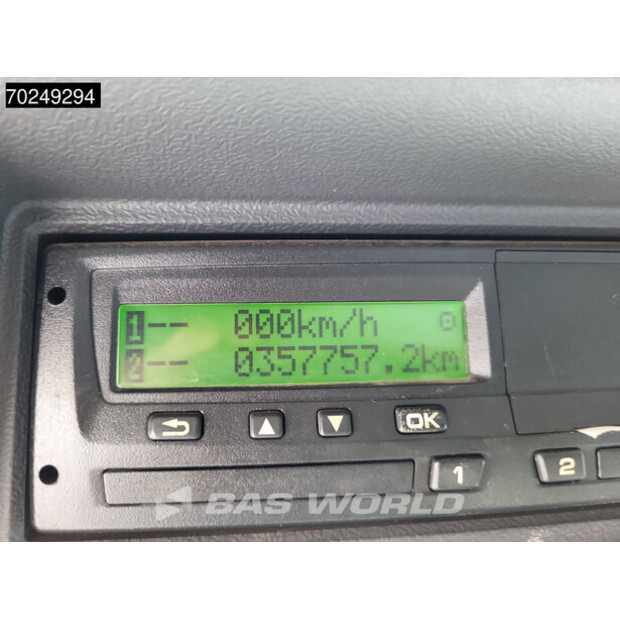 70249294
1-- 000km/h
2-- 0357757.2km
OK
1 2
BAS WORLD